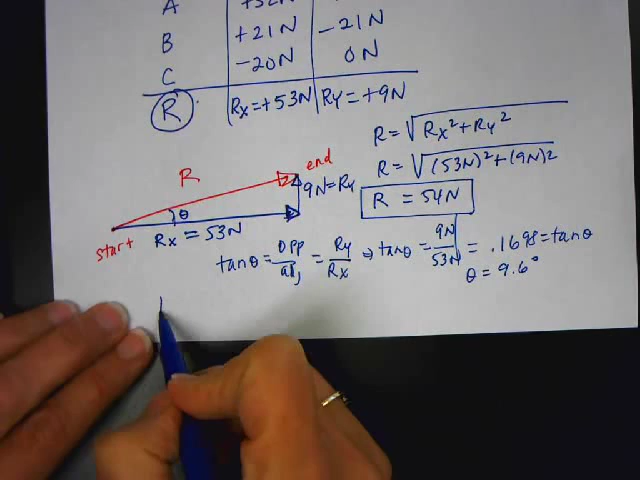 A
B +21N -21N
C -20N 0N
R Rx=+53N Ry=+9N
R = √Rx²+Ry²
R = √(53N)²+(9N)2
R = 54N
R end
9N=Ry
θ
start Rx = 53N
tanθ = opp/adj = Ry/Rx → tanθ = 9N/53N = .1698=tanθ
θ = 9.6°